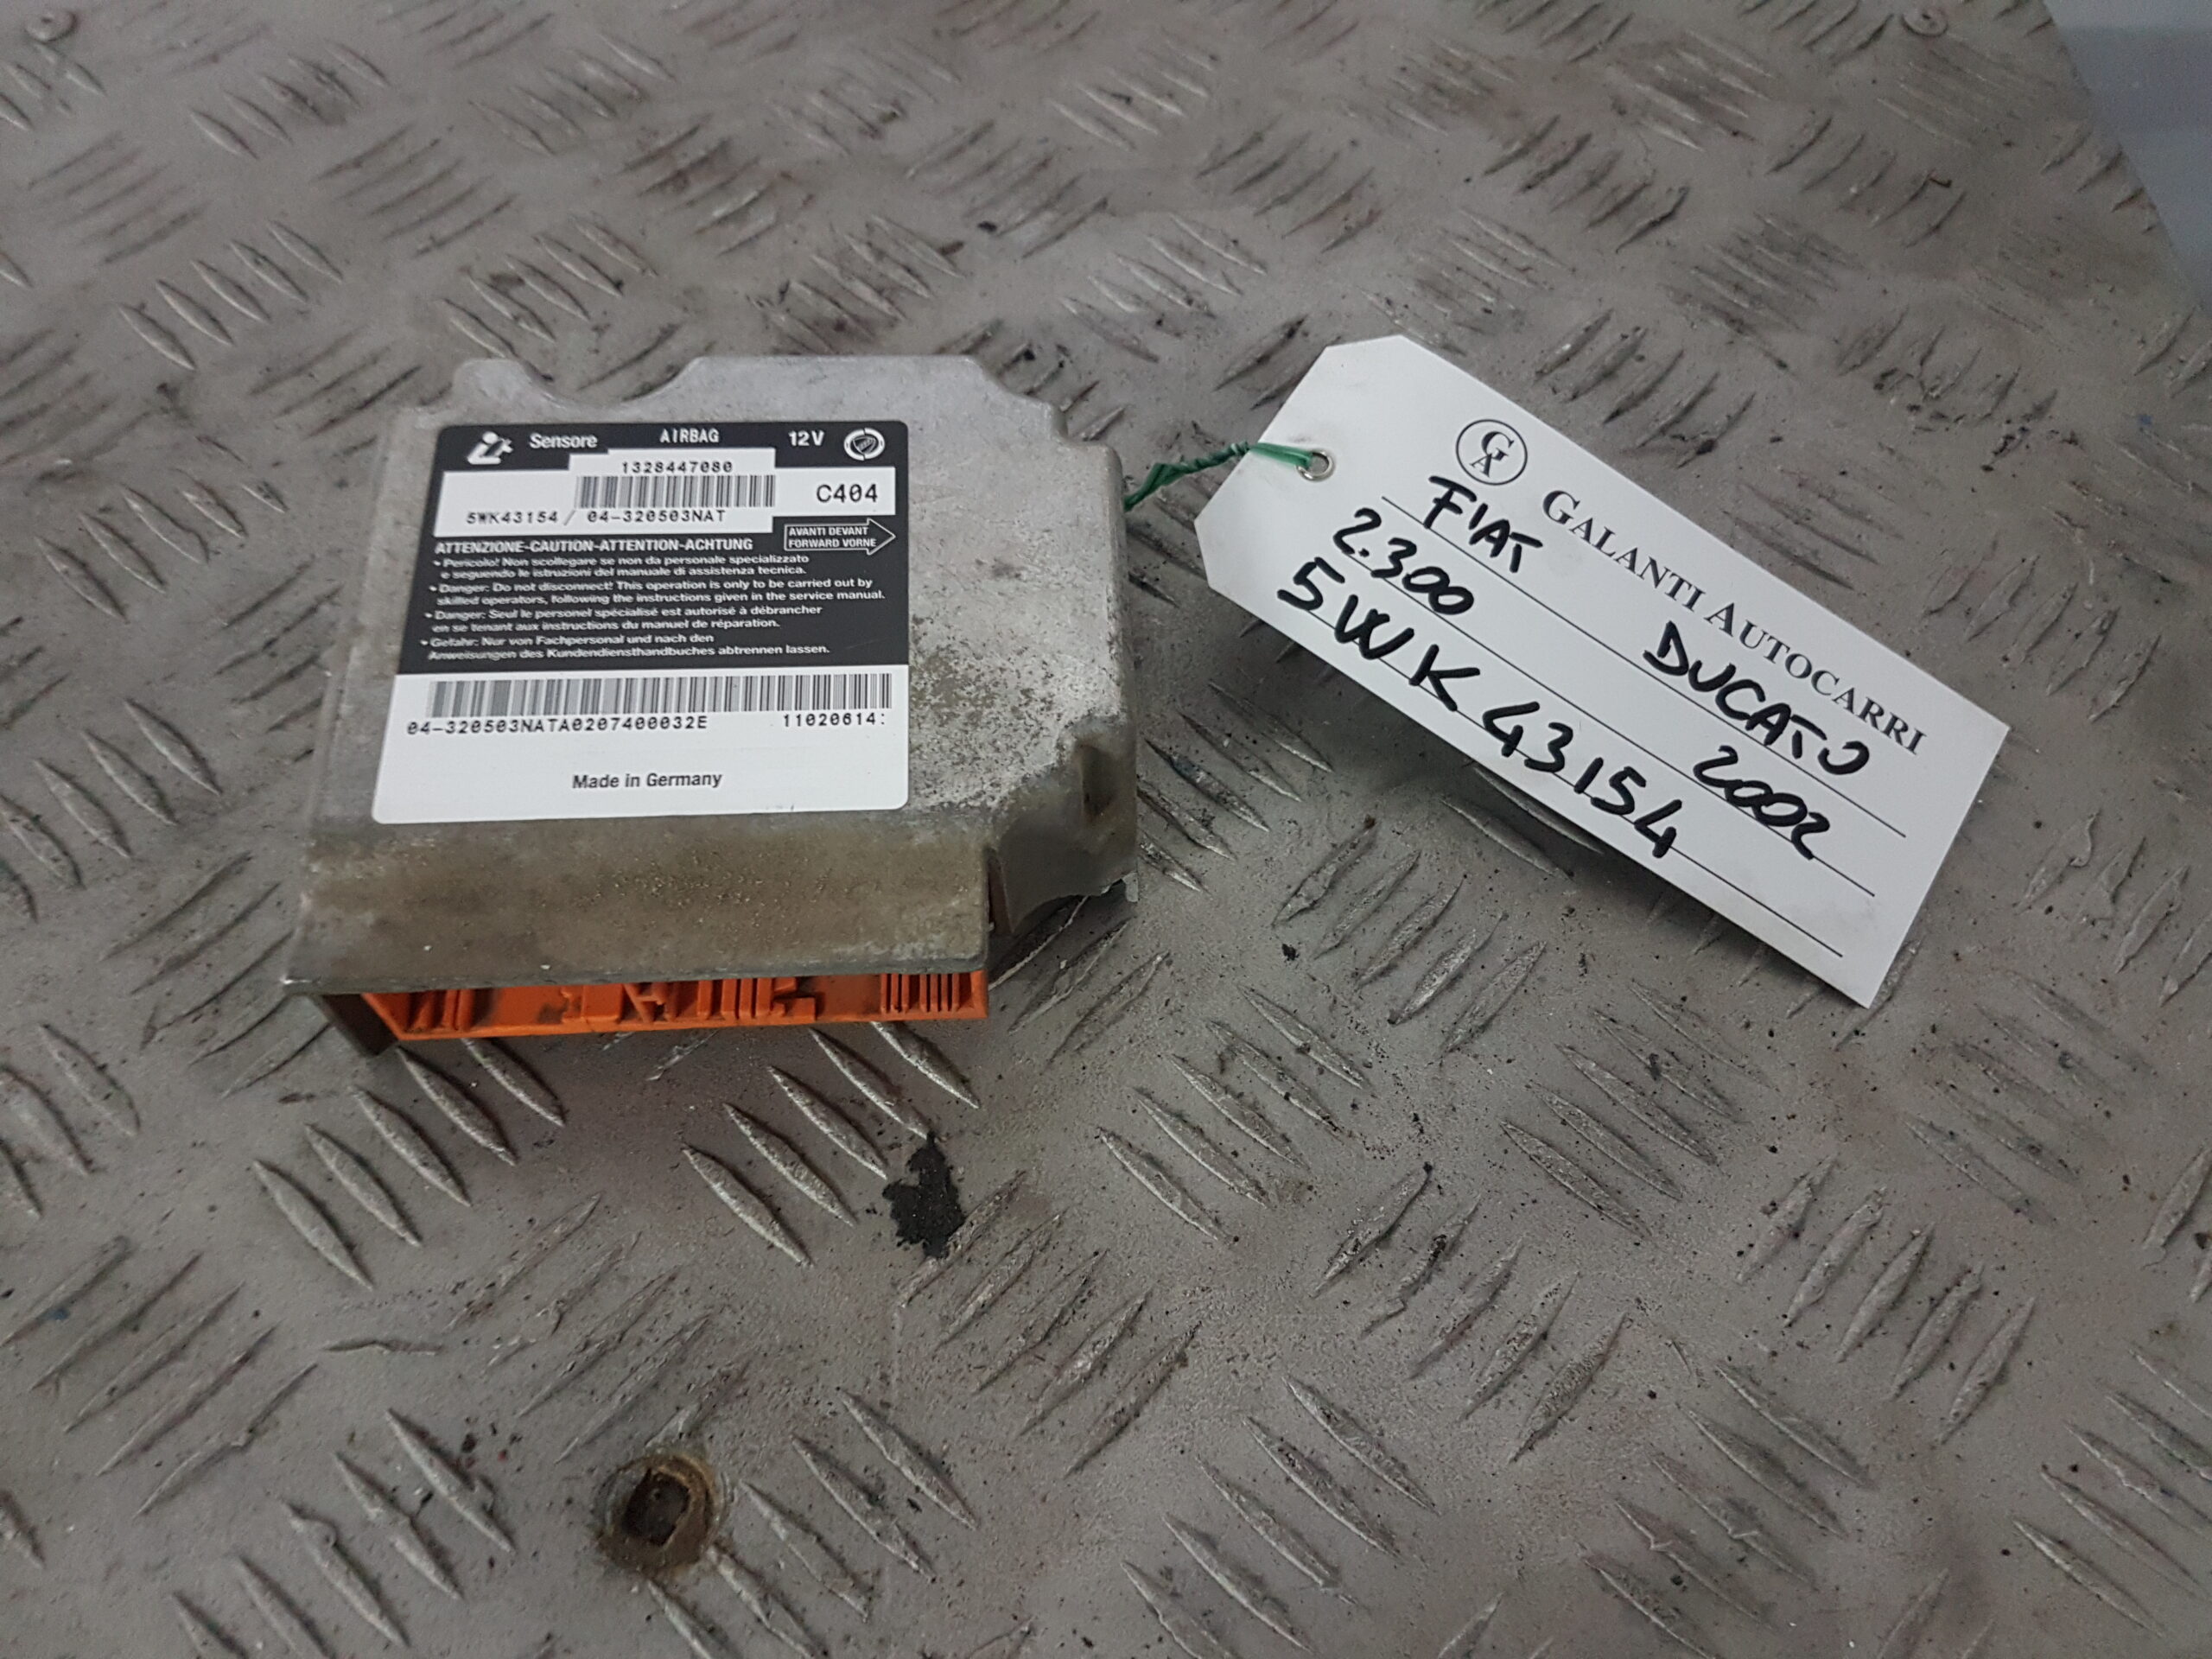 Sensore AIRBAG 12V
1328447080
C404
5WK43154 / 04-320503NAT
AVANTI DEVANT
FORWARD VORNE
ATTENZIONE-CAUTION-ATTENTION-ACHTUNG
• Pericolo! Non scollegare se non da personale specializzato
e seguendo le istruzioni del manuale di assistenza tecnica.
• Danger: Do not disconnect! This operation is only to be carried out by
skilled operators, following the instructions given in the service manual.
• Danger: Seul le personel spécialisé est autorisé à débrancher
en se tenant aux instructions du manuel de réparation.
• Gefahr: Nur von Fachpersonal und nach den
Anweisungen des Kundendiensthandbuches abtrennen lassen.
04-320503NATA0207400032E 11020614:
Made in Germany
GA
GALANTI AUTOCARRI
FIAT DUCATO
2.300 2002
5WK43154